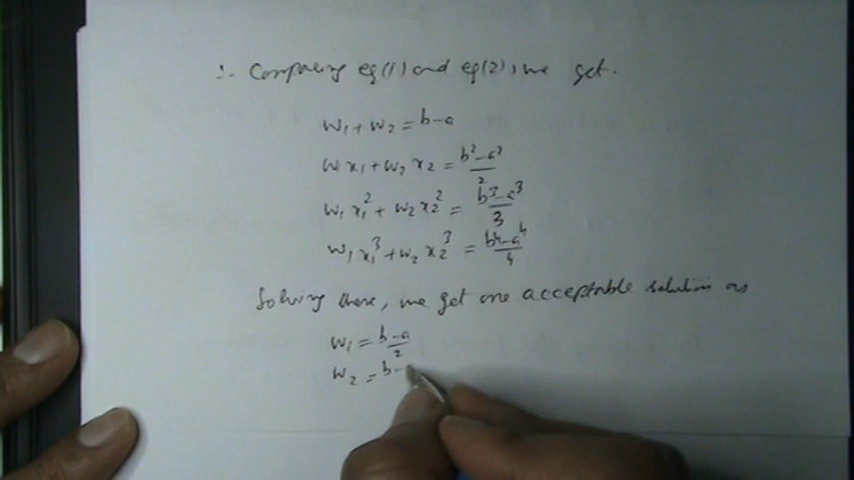 ∴ Comparing eq(1) and eq(2), we get.
w₁ + w₂ = b-a
w₁x₁ + w₂x₂ = (b²-a²)/2
w₁x₁² + w₂x₂² = (b³-a³)/3
w₁x₁³ + w₂x₂³ = (b⁴-a⁴)/4
Solving these, we get one acceptable solution as
w₁ = (b-a)/2
w₂ = b-